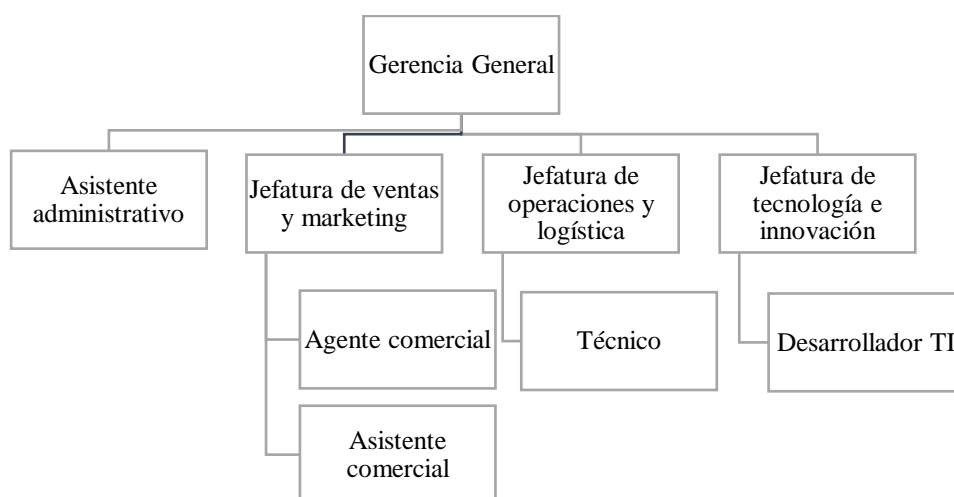 Gerencia General
Asistente
administrativo
Jefatura de ventas
y marketing
Jefatura de
operaciones y
logística
Jefatura de
tecnología e
innovación
Agente comercial
Técnico
Desarrollador TI
Asistente
comercial